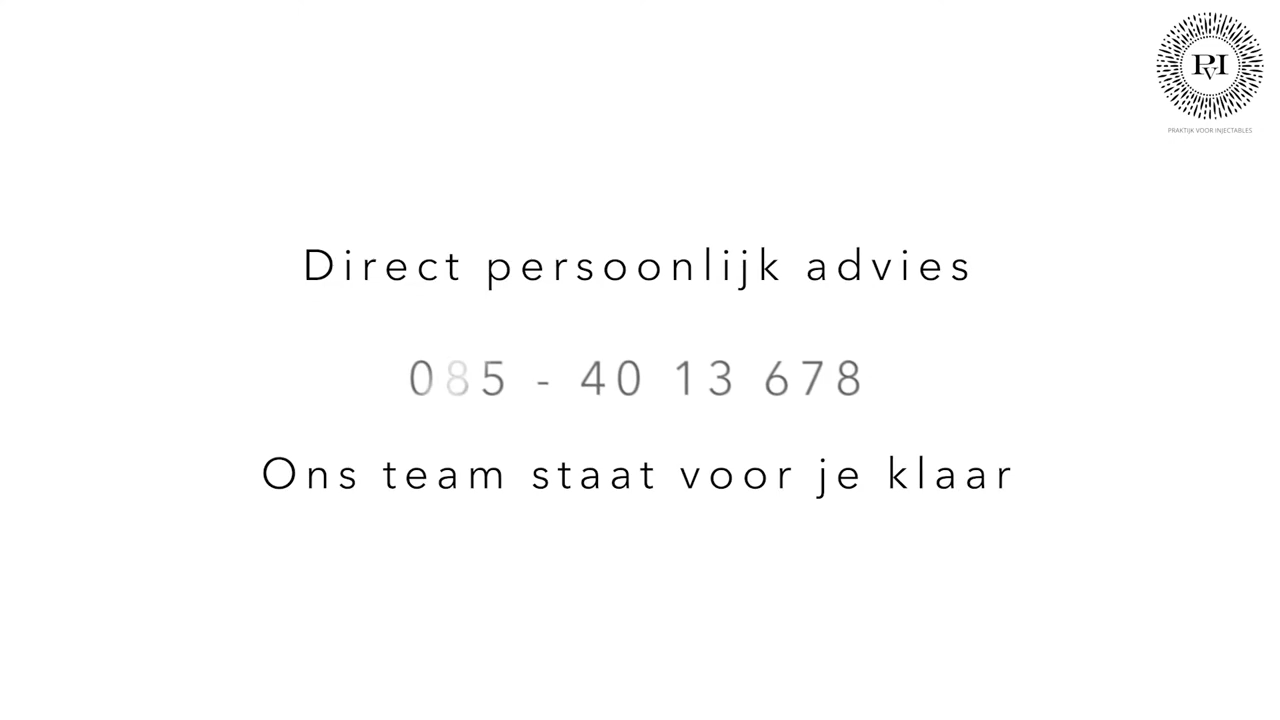 PVI
PRAKTIJK VOOR INJECTABLES
Direct persoonlijk advies
085 - 40 13 678
Ons team staat voor je klaar